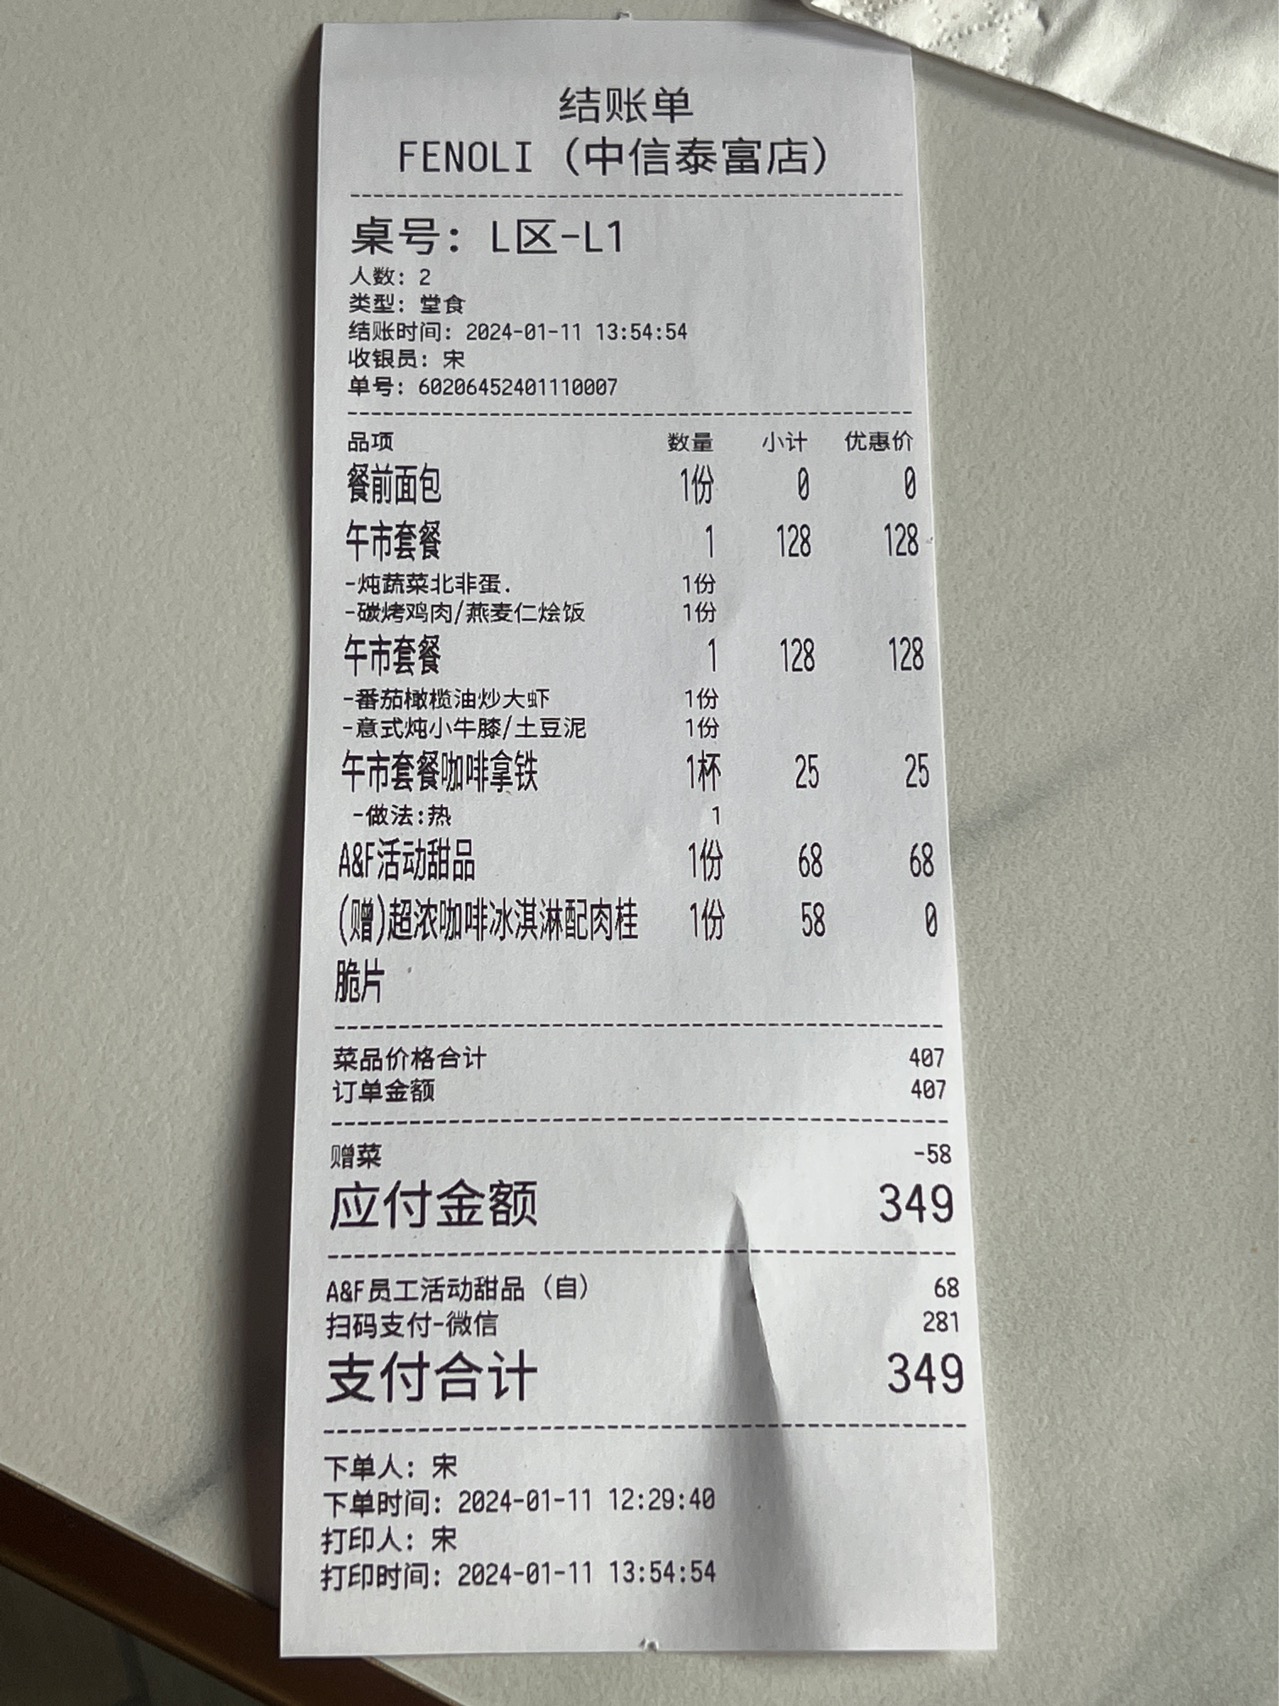 结账单
FENOLI（中信泰富店）
桌号：L区-L1
人数：2
类型：堂食
结账时间：2024-01-11 13:54:54
收银员：宋
单号：60206452401110007
品项 数量 小计 优惠价
餐前面包 1份 0 0
午市套餐 1 128 128
-炖蔬菜北非蛋. 1份
-碳烤鸡肉/燕麦仁烩饭 1份
午市套餐 1 128 128
-番茄橄榄油炒大虾 1份
-意式炖小牛膝/土豆泥 1份
午市套餐咖啡拿铁 1杯 25 25
-做法:热 1
A&F活动甜品 1份 68 68
(赠)超浓咖啡冰淇淋配肉桂 1份 58 0
脆片
菜品价格合计 407
订单金额 407
赠菜 -58
应付金额 349
A&F员工活动甜品（自） 68
扫码支付-微信 281
支付合计 349
下单人：宋
下单时间：2024-01-11 12:29:40
打印人：宋
打印时间：2024-01-11 13:54:54